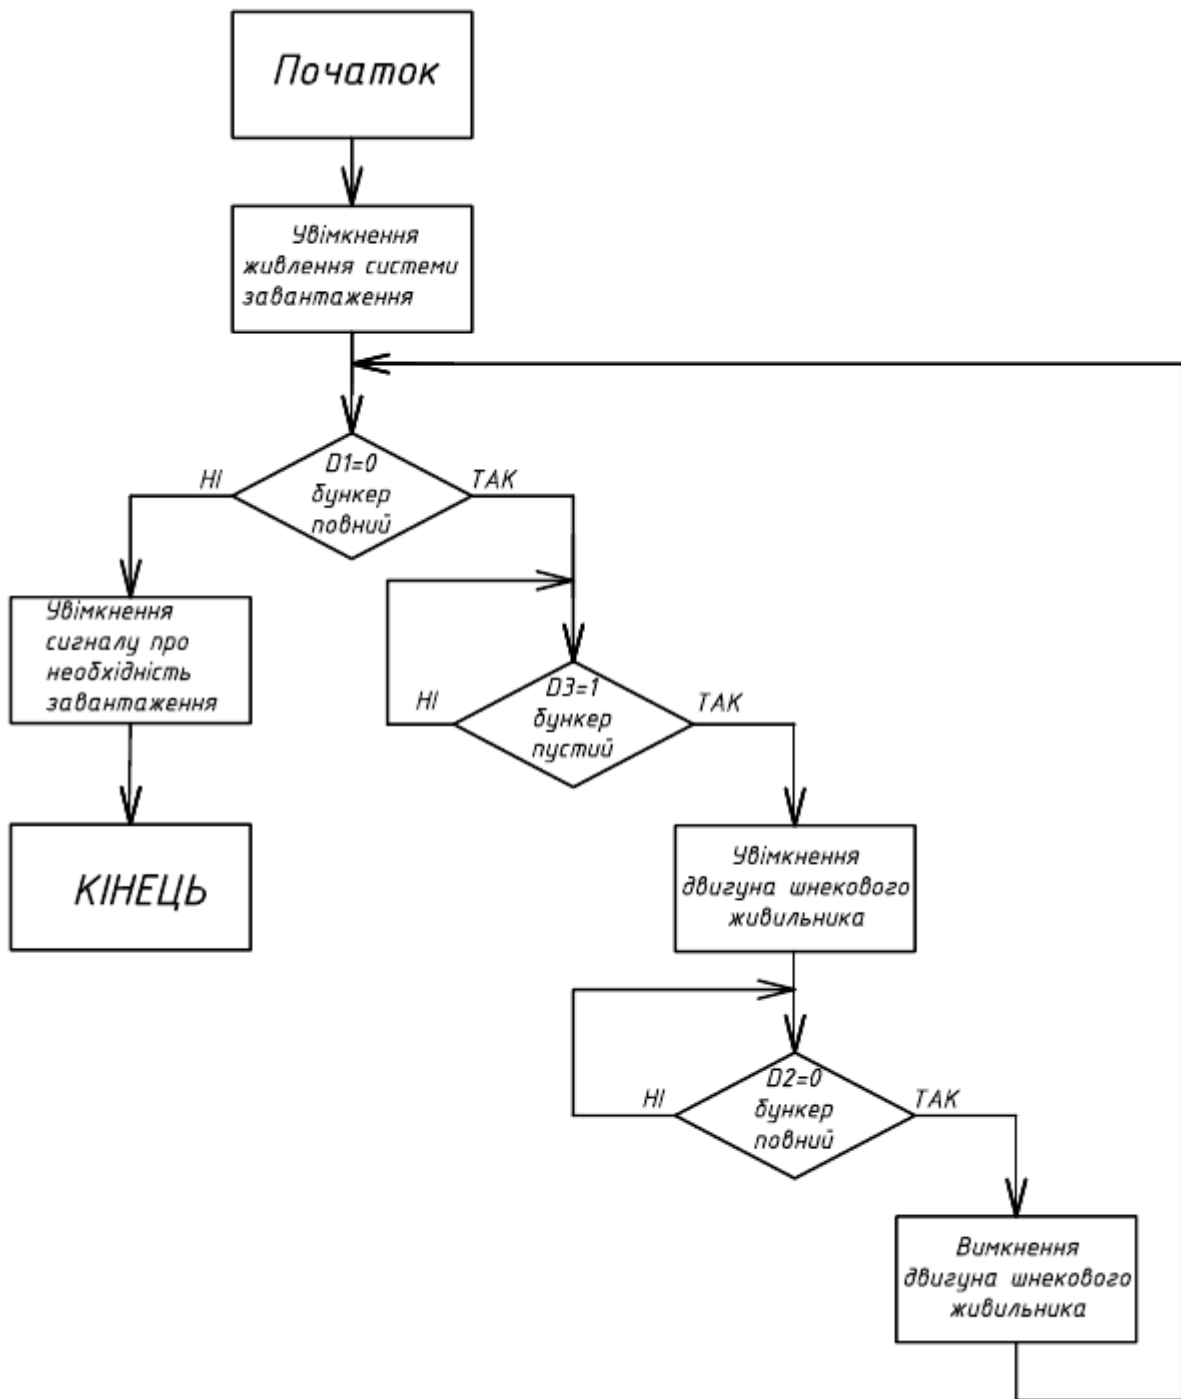 Початок
Увімкнення
живлення системи
завантаження
D1=0
бункер
повний
НІ
ТАК
Увімкнення
сигналу про
необхідність
завантаження
КІНЕЦЬ
D3=1
бункер
пустий
НІ
ТАК
Увімкнення
двигуна шнекового
живильника
D2=0
бункер
повний
НІ
ТАК
Вимкнення
двигуна шнекового
живильника